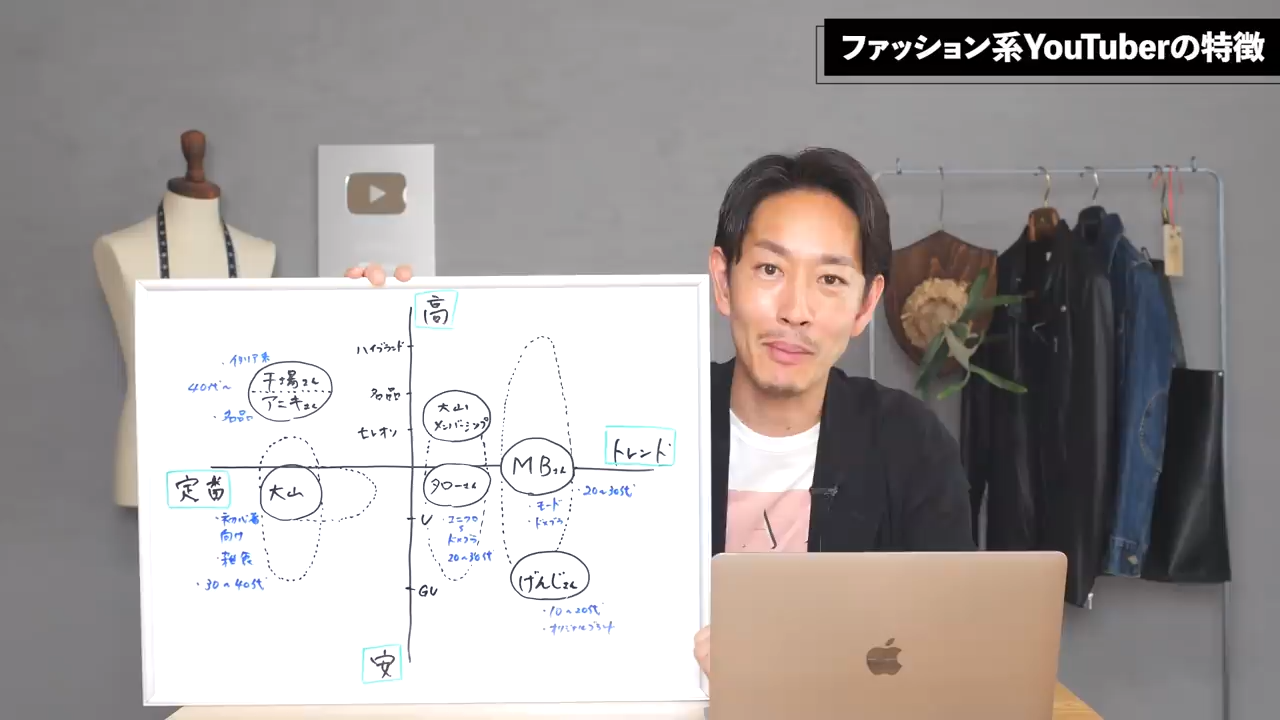 ファッション系YouTuberの特徴
高
ハイブランド
名品
セレオリ
U
GU
安
定番
トレンド
・イタリア系
40代〜
・名品
干場さん
アニキさん
大山
・初心者
向け
・雑食
・30〜40代
大山
メンバーシップ
タローさん
・ユニクロ
ドメブラ
20〜30代
MBさん
・20〜30代
・モード
・ドメブラ
げんじさん
・10〜20代
・オリジナルブランド